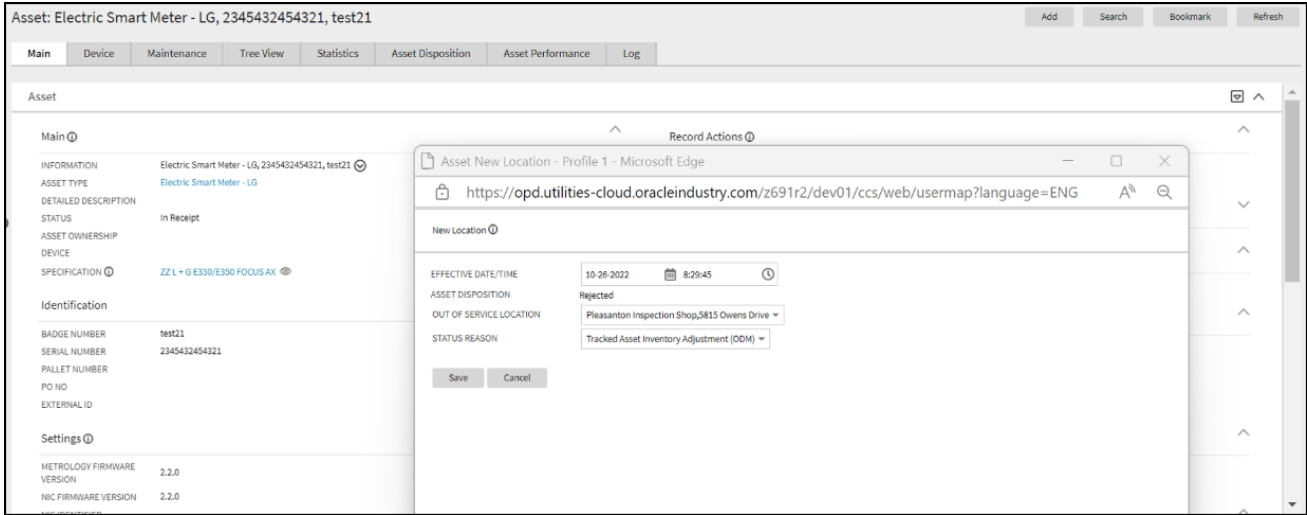 Asset: Electric Smart Meter - LG, 2345432454321, test21
Add Search Bookmark Refresh
Main Device Maintenance Tree View Statistics Asset Disposition Asset Performance Log
Asset
Main
Record Actions
INFORMATION Electric Smart Meter - LG, 2345432454321, test21
ASSET TYPE Electric Smart Meter - LG
DETAILED DESCRIPTION
STATUS In Receipt
ASSET OWNERSHIP
DEVICE
SPECIFICATION ZZ L + G E330/E350 FOCUS AX
Identification
BADGE NUMBER test21
SERIAL NUMBER 2345432454321
PALLET NUMBER
PO NO
EXTERNAL ID
Settings
METROLOGY FIRMWARE
VERSION 2.2.0
NIC FIRMWARE VERSION 2.2.0
NIC IDENTIFIER
Asset New Location - Profile 1 - Microsoft Edge
https://opd.utilities-cloud.oracleindustry.com/z691r2/dev01/ccs/web/usermap?language=ENG
New Location
EFFECTIVE DATE/TIME 10-26-2022 8:29:45
ASSET DISPOSITION Rejected
OUT OF SERVICE LOCATION Pleasanton Inspection Shop,5815 Owens Drive
STATUS REASON Tracked Asset Inventory Adjustment (ODM)
Save Cancel